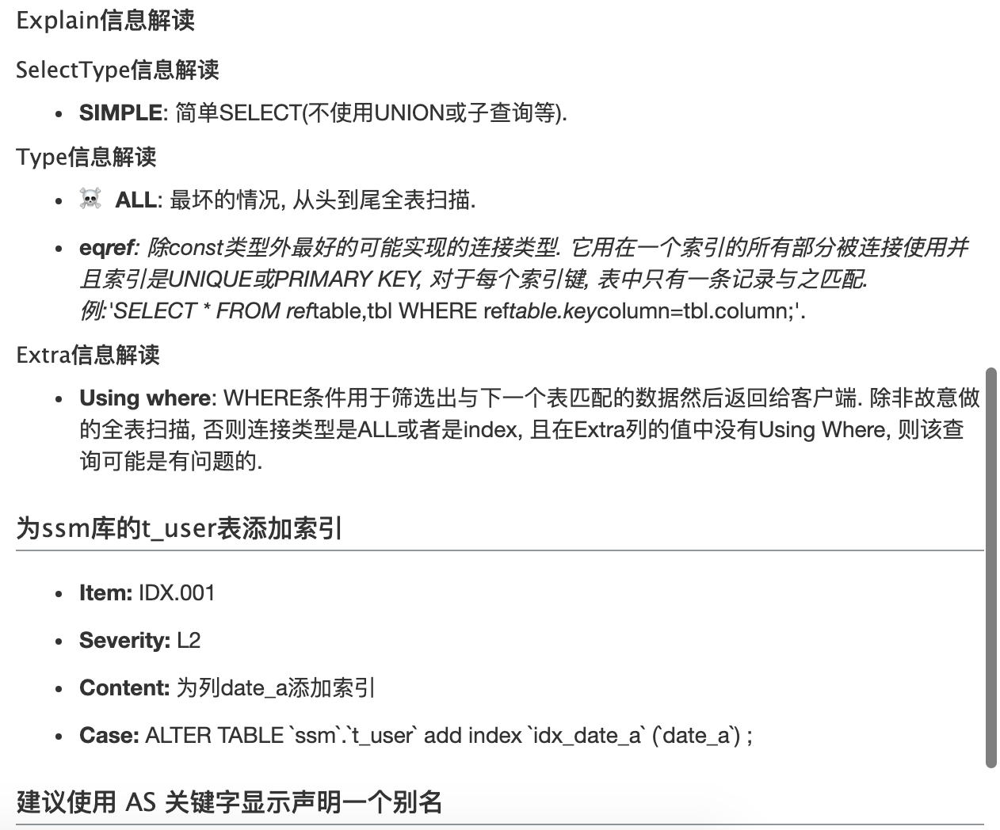 Explain信息解读
SelectType信息解读
• SIMPLE: 简单SELECT(不使用UNION或子查询等).
Type信息解读
• ☠️ ALL: 最坏的情况, 从头到尾全表扫描.
• eqref: 除const类型外最好的可能实现的连接类型. 它用在一个索引的所有部分被连接使用并
且索引是UNIQUE或PRIMARY KEY, 对于每个索引键, 表中只有一条记录与之匹配.
例:'SELECT * FROM reftable,tbl WHERE reftable.keycolumn=tbl.column;'.
Extra信息解读
• Using where: WHERE条件用于筛选出与下一个表匹配的数据然后返回给客户端. 除非故意做
的全表扫描, 否则连接类型是ALL或者是index, 且在Extra列的值中没有Using Where, 则该查
询可能是有问题的.
为ssm库的t_user表添加索引
• Item: IDX.001
• Severity: L2
• Content: 为列date_a添加索引
• Case: ALTER TABLE `ssm`.`t_user` add index `idx_date_a` (`date_a`) ;
建议使用 AS 关键字显示声明一个别名